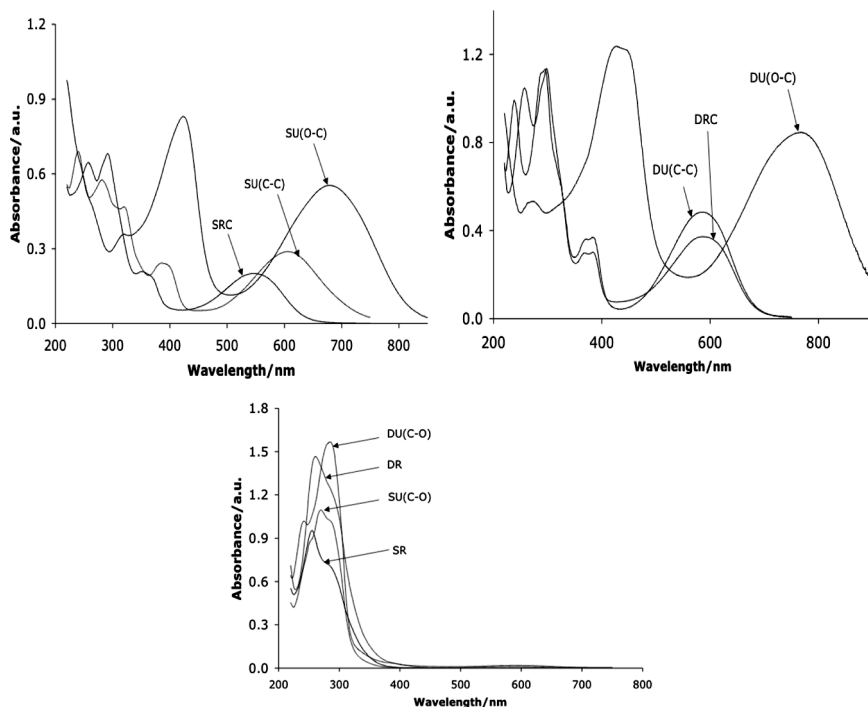 1.2
0.9
0.6
0.3
0.0
200 300 400 500 600 700 800
Absorbance/a.u.
Wavelength/nm
SRC
SU(C-C)
SU(O-C)
1.2
0.8
0.4
0.0
200 400 600 800
Absorbance/a.u.
Wavelength/nm
DU(C-C)
DRC
DU(O-C)
1.8
1.5
1.2
0.9
0.6
0.3
0.0
200 300 400 500 600 700 800
Absorbance/a.u.
Wavelength/nm
DU(C-O)
DR
SU(C-O)
SR